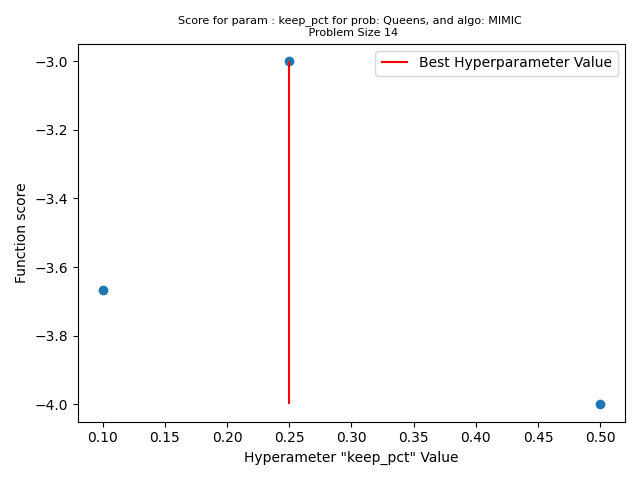 Score for param : keep_pct for prob: Queens, and algo: MIMIC
Problem Size 14
Best Hyperparameter Value
−3.0
−3.2
−3.4
−3.6
−3.8
−4.0
Function score
0.10 0.15 0.20 0.25 0.30 0.35 0.40 0.45 0.50
Hyperameter "keep_pct" Value